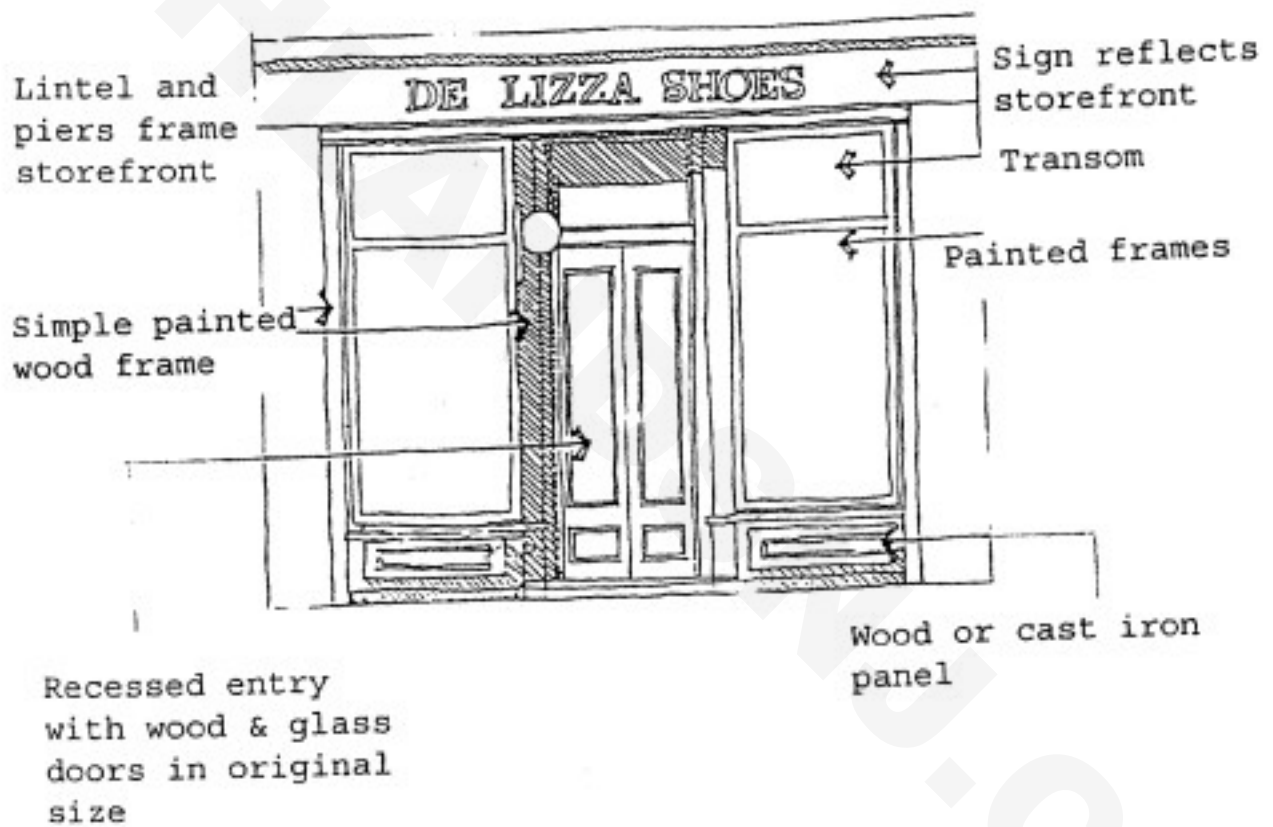 DE LIZZA SHOES
Sign reflects
storefront
Lintel and
piers frame
storefront
Transom
Painted frames
Simple painted
wood frame
Wood or cast iron
panel
Recessed entry
with wood & glass
doors in original
size